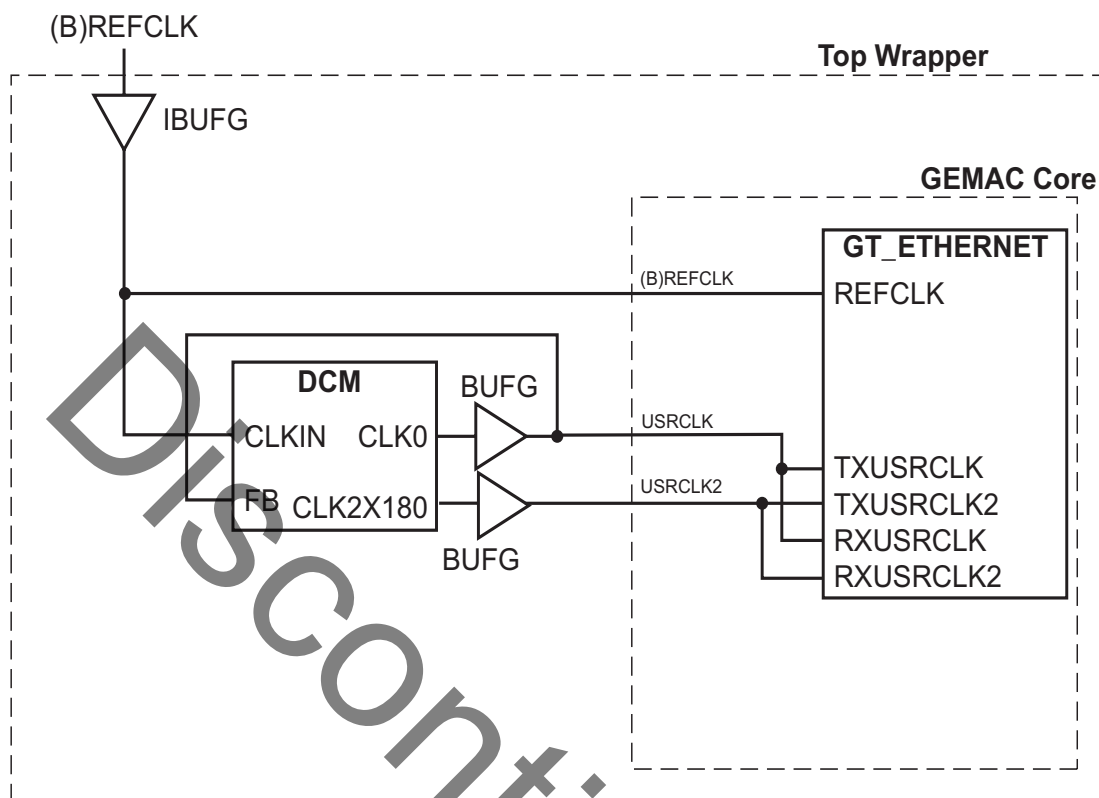 (B)REFCLK
Top Wrapper
IBUFG
GEMAC Core
GT_ETHERNET
(B)REFCLK
REFCLK
DCM
BUFG
CLKIN
CLK0
USRCLK
TXUSRCLK
FB
CLK2X180
USRCLK2
TXUSRCLK2
RXUSRCLK
BUFG
RXUSRCLK2
Disconti